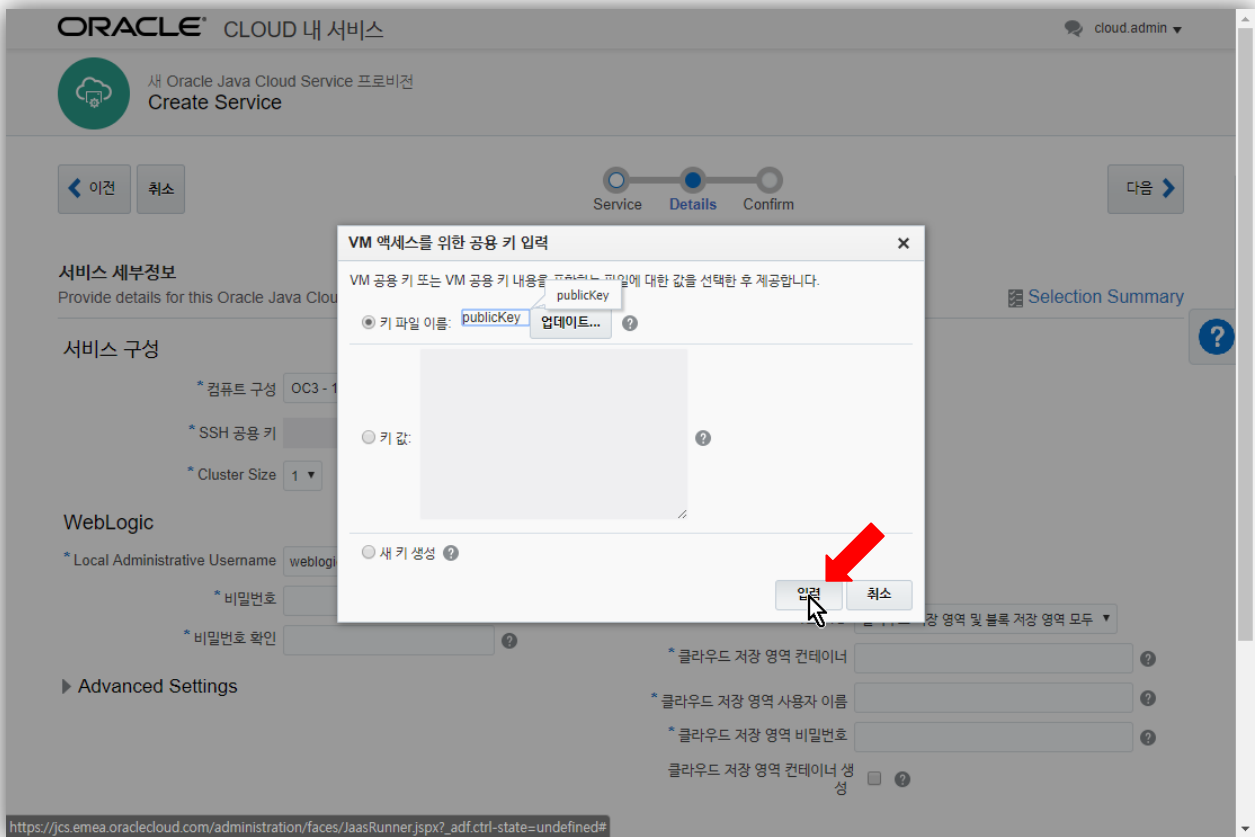 ORACLE® CLOUD 내 서비스
cloud.admin
새 Oracle Java Cloud Service 프로비전
Create Service
이전
취소
Service
Details
Confirm
다음
VM 액세스를 위한 공용 키 입력
서비스 세부정보
Provide details for this Oracle Java Clou
Selection Summary
VM 공용 키 또는 VM 공용 키 내용을 포함하는 파일에 대한 값을 선택한 후 제공합니다.
publicKey
키 파일 이름: publicKey 업데이트...
서비스 구성
* 컴퓨트 구성 OC3 - 1
* SSH 공용 키
키 값:
* Cluster Size 1
WebLogic
새 키 생성
* Local Administrative Username weblogi
입력
취소
* 비밀번호
장 영역 및 블록 저장 영역 모두
* 비밀번호 확인
* 클라우드 저장 영역 컨테이너
Advanced Settings
* 클라우드 저장 영역 사용자 이름
* 클라우드 저장 영역 비밀번호
클라우드 저장 영역 컨테이너 생
성
https://jcs.emea.oraclecloud.com/administration/faces/JaasRunner.jspx?_adf.ctrl-state=undefined#